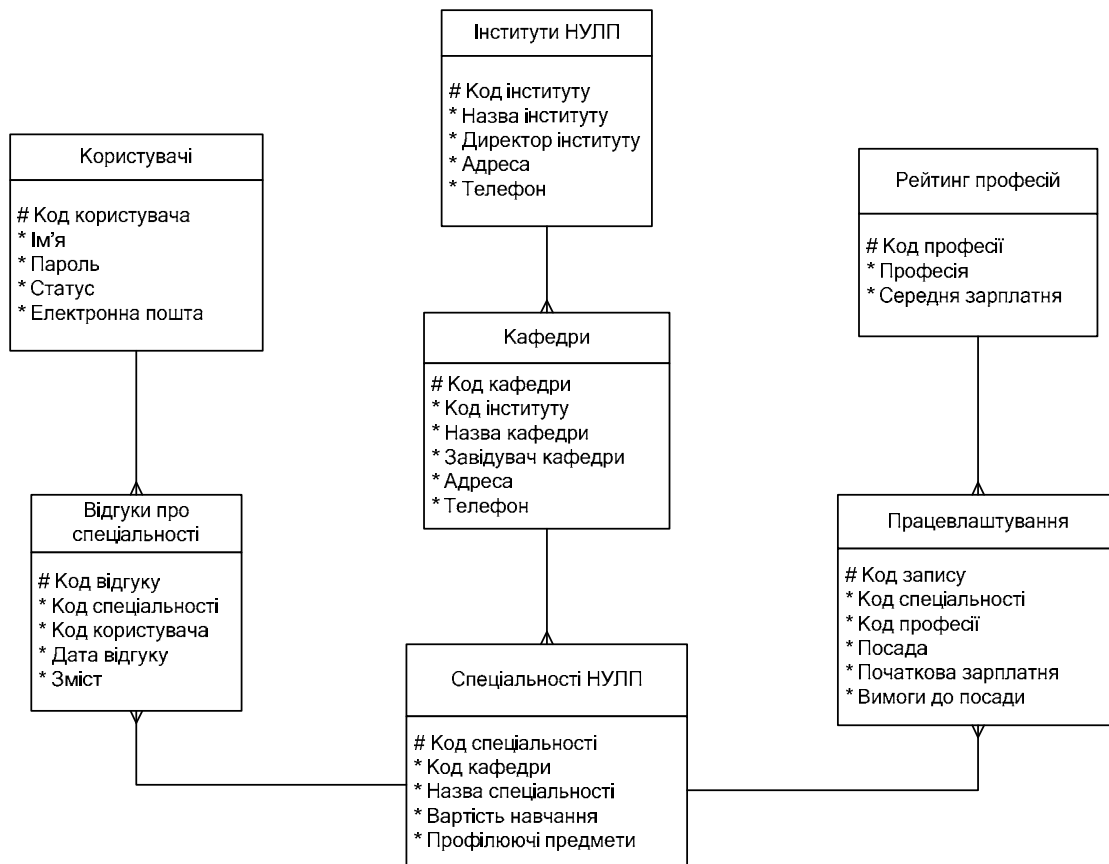 Інститути НУЛП
# Код інституту
* Назва інституту
* Директор інституту
* Адреса
* Телефон
Користувачі
# Код користувача
* Ім'я
* Пароль
* Статус
* Електронна пошта
Рейтинг професій
# Код професії
* Професія
* Середня зарплатня
Кафедри
# Код кафедри
* Код інституту
* Назва кафедри
* Завідувач кафедри
* Адреса
* Телефон
Відгуки про
спеціальності
# Код відгуку
* Код спеціальності
* Код користувача
* Дата відгуку
* Зміст
Працевлаштування
# Код запису
* Код спеціальності
* Код професії
* Посада
* Початкова зарплатня
* Вимоги до посади
Спеціальності НУЛП
# Код спеціальності
* Код кафедри
* Назва спеціальності
* Вартість навчання
* Профілюючі предмети